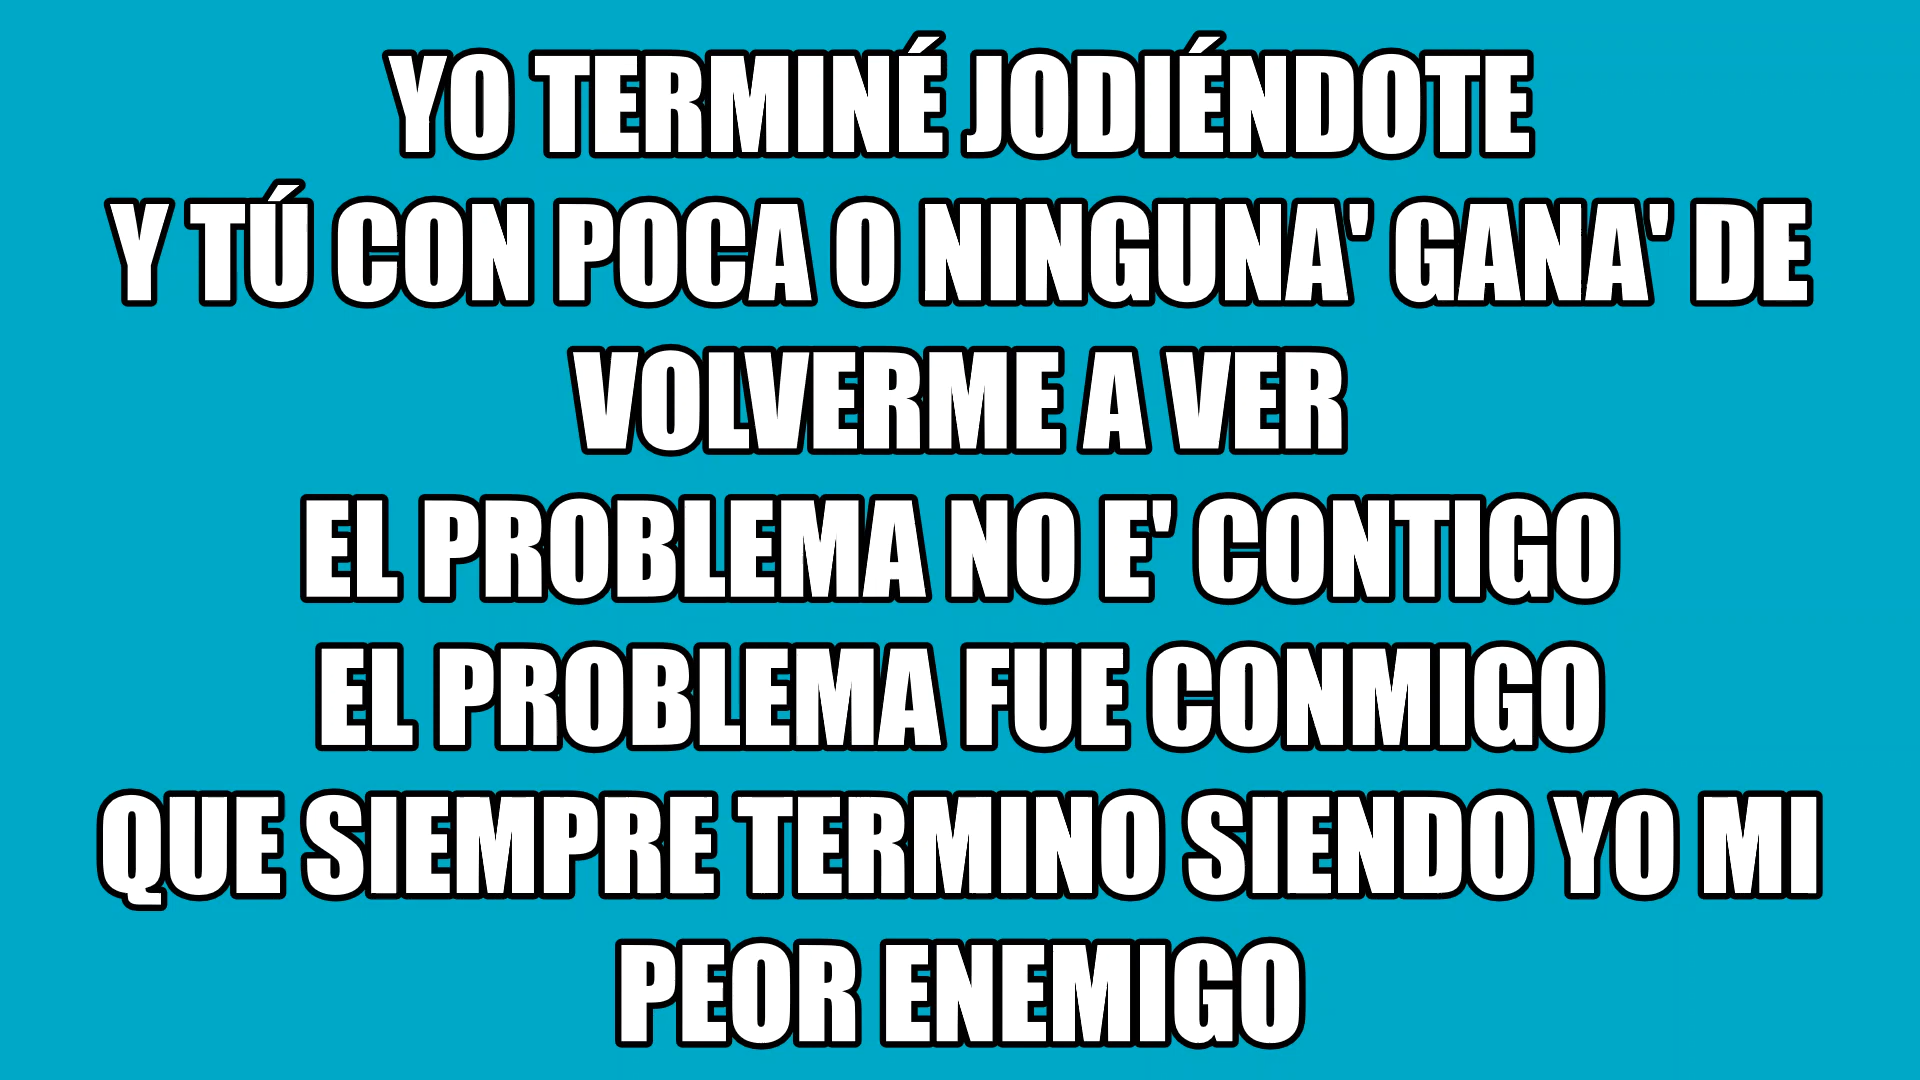 YO TERMINÉ JODIÉNDOTE
Y TÚ CON POCA O NINGUNA' GANA' DE
VOLVERME A VER
EL PROBLEMA NO E' CONTIGO
EL PROBLEMA FUE CONMIGO
QUE SIEMPRE TERMINO SIENDO YO MI
PEOR ENEMIGO